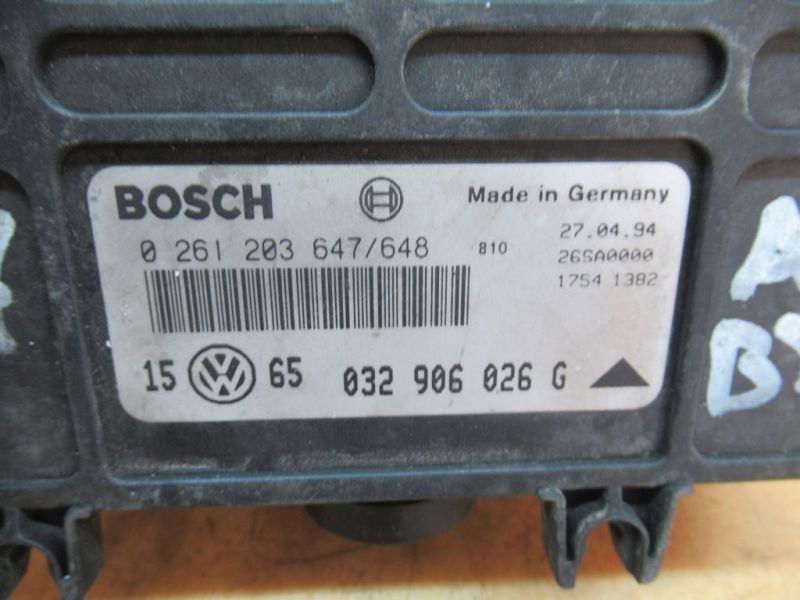 BOSCH Made in Germany
0 261 203 647/648 810 27.04.94
26SA0000
1754 1382
15 VW 65 032 906 026 G
A
B